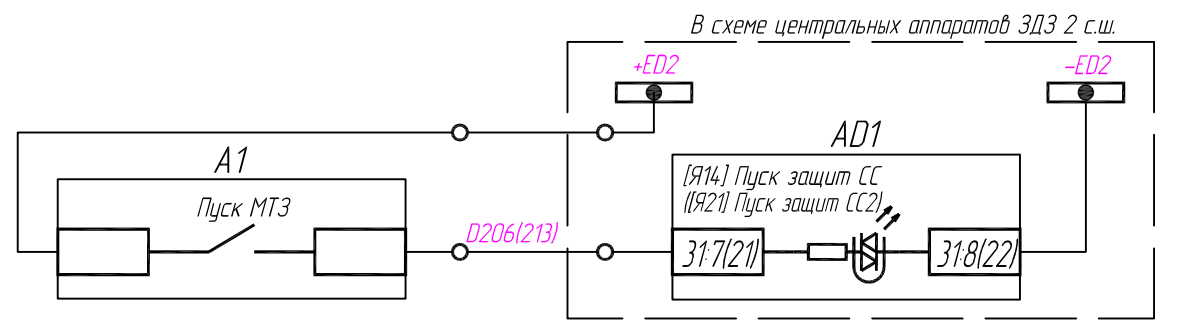 В схеме центральных аппаратов ЗДЗ 2 с.ш.
+ED2
-ED2
A1
AD1
[Я14] Пуск защит СС
([Я21] Пуск защит СС2)
Пуск МТЗ
D206(213)
31:7(21)
31:8(22)